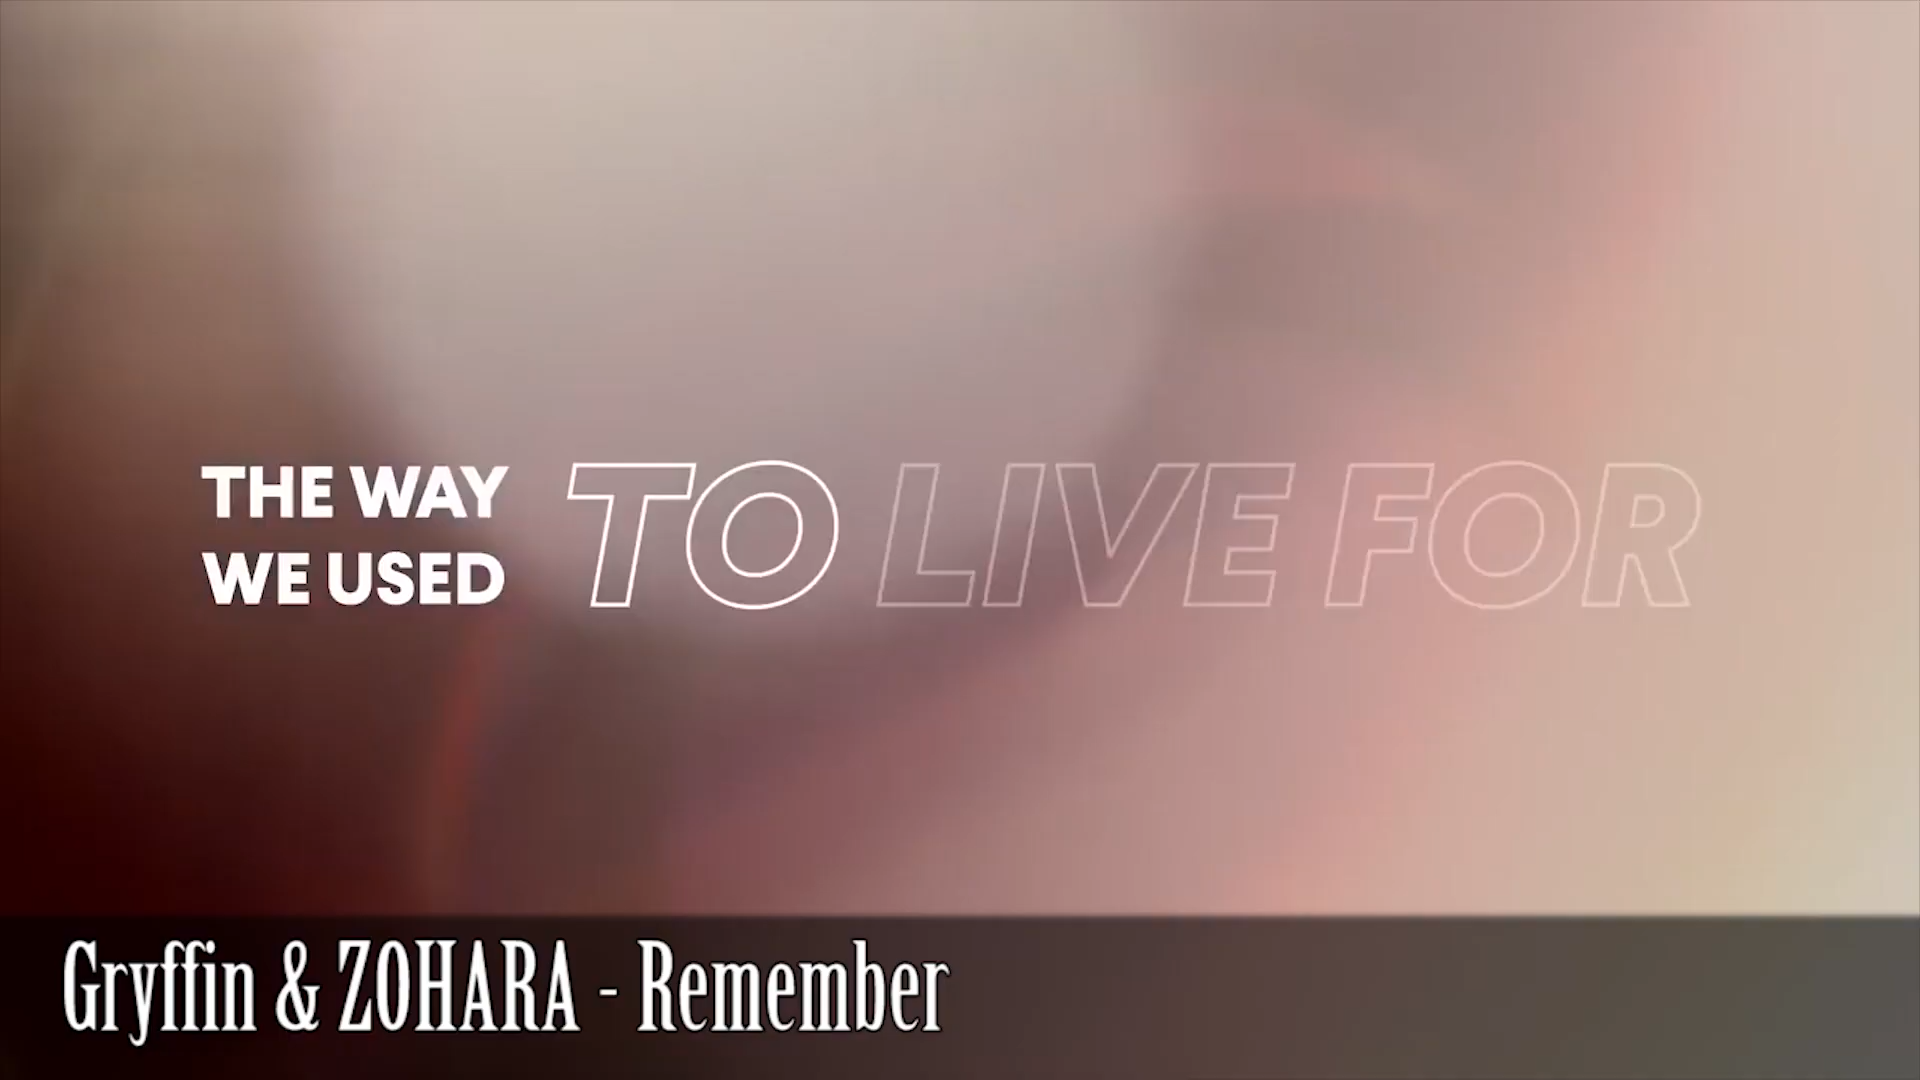 THE WAY
WE USED
TO LIVE FOR
Gryffin & ZOHARA - Remember